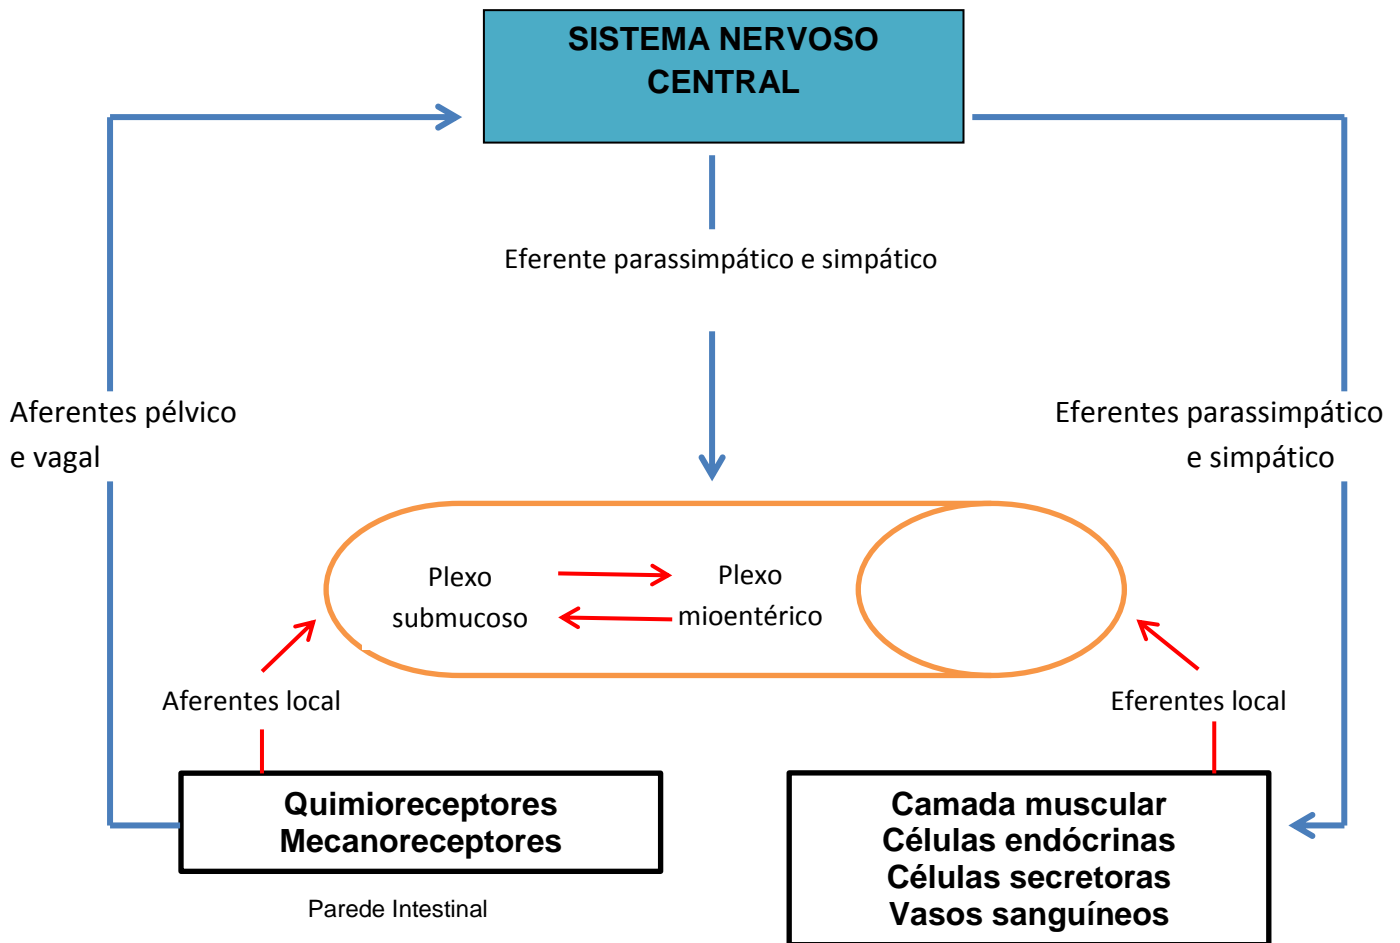 SISTEMA NERVOSO
CENTRAL
Eferente parassimpático e simpático
Aferentes pélvico
e vagal
Eferentes parassimpático
e simpático
Plexo
submucoso
Plexo
mioentérico
Aferentes local
Eferentes local
Quimioreceptores
Mecanoreceptores
Parede Intestinal
Camada muscular
Células endócrinas
Células secretoras
Vasos sanguíneos